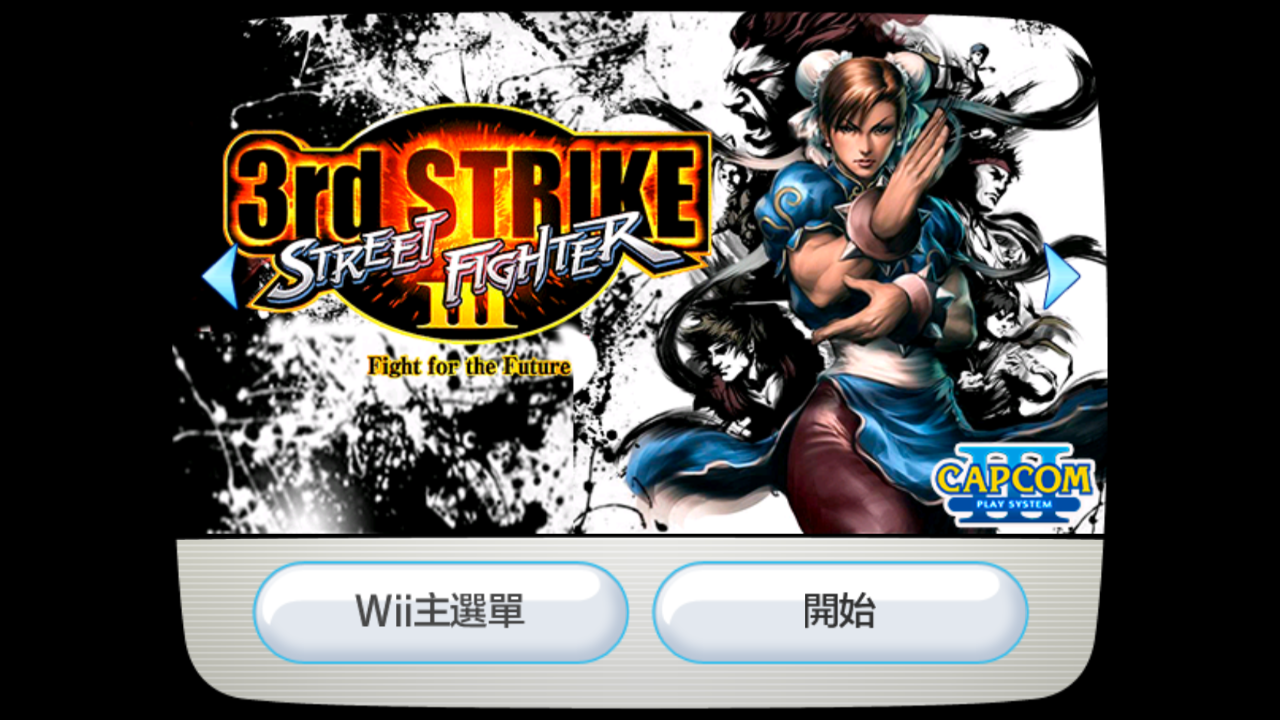 3rd STRIKE
STREET FIGHTER
III
Fight for the Future
III
CAPCOM
PLAY SYSTEM
Wii主選單
開始